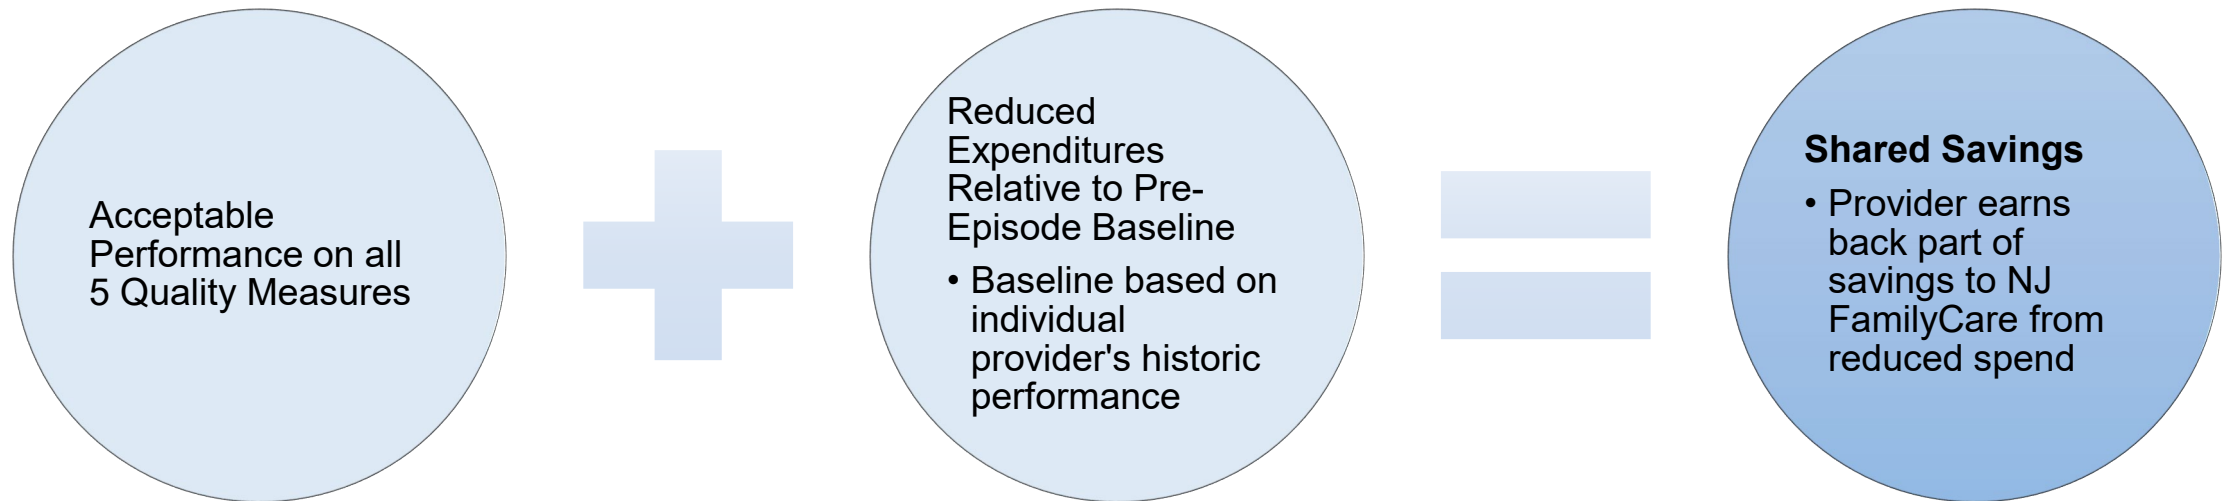 Acceptable
Performance on all
5 Quality Measures
Reduced
Expenditures
Relative to Pre-
Episode Baseline
• Baseline based on
individual
provider's historic
performance
Shared Savings
• Provider earns
back part of
savings to NJ
FamilyCare from
reduced spend